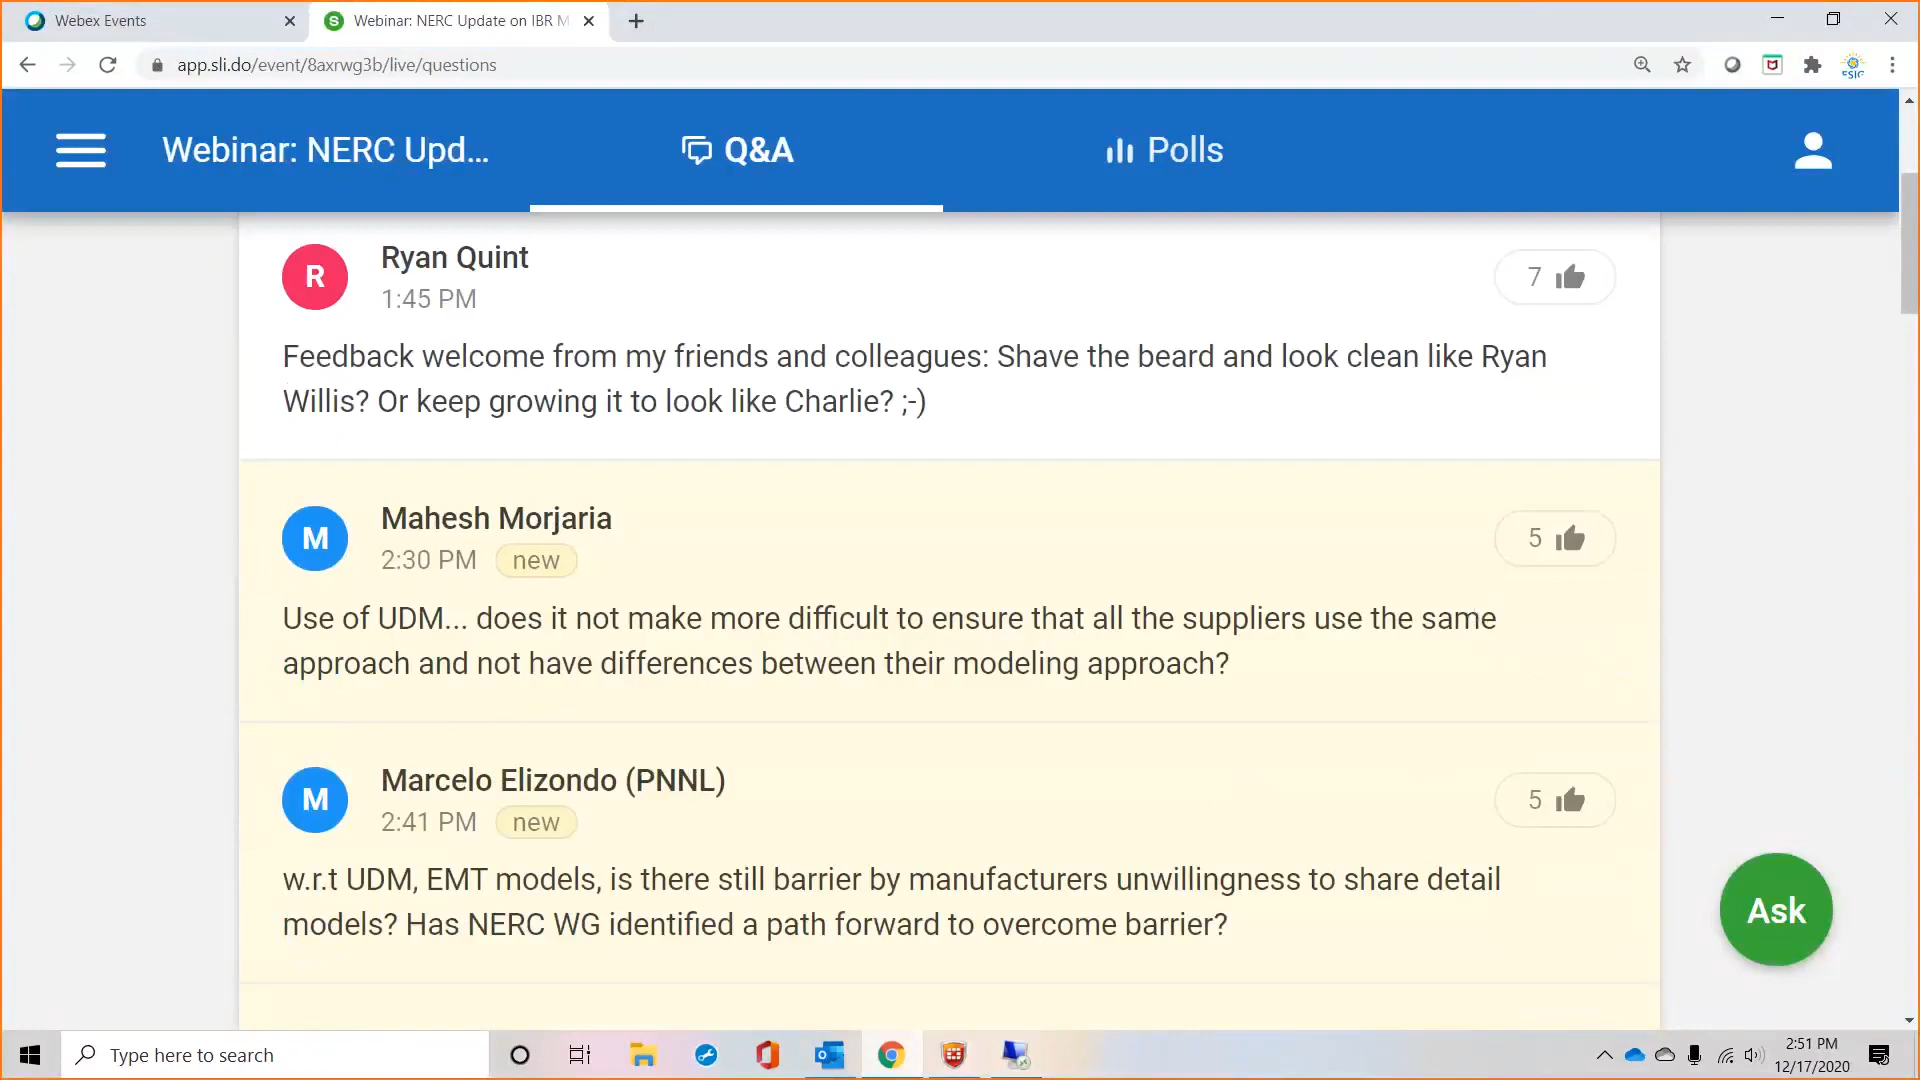 Webex Events
S Webinar: NERC Update on IBR M
app.sli.do/event/8axrwg3b/live/questions
ESIG
Webinar: NERC Upd...
Q&A
Polls
R
Ryan Quint
1:45 PM
7
Feedback welcome from my friends and colleagues: Shave the beard and look clean like Ryan
Willis? Or keep growing it to look like Charlie? ;-)
M
Mahesh Morjaria
2:30 PM new
5
Use of UDM... does it not make more difficult to ensure that all the suppliers use the same
approach and not have differences between their modeling approach?
M
Marcelo Elizondo (PNNL)
2:41 PM new
5
w.r.t UDM, EMT models, is there still barrier by manufacturers unwillingness to share detail
models? Has NERC WG identified a path forward to overcome barrier?
Ask
Type here to search
2:51 PM
12/17/2020